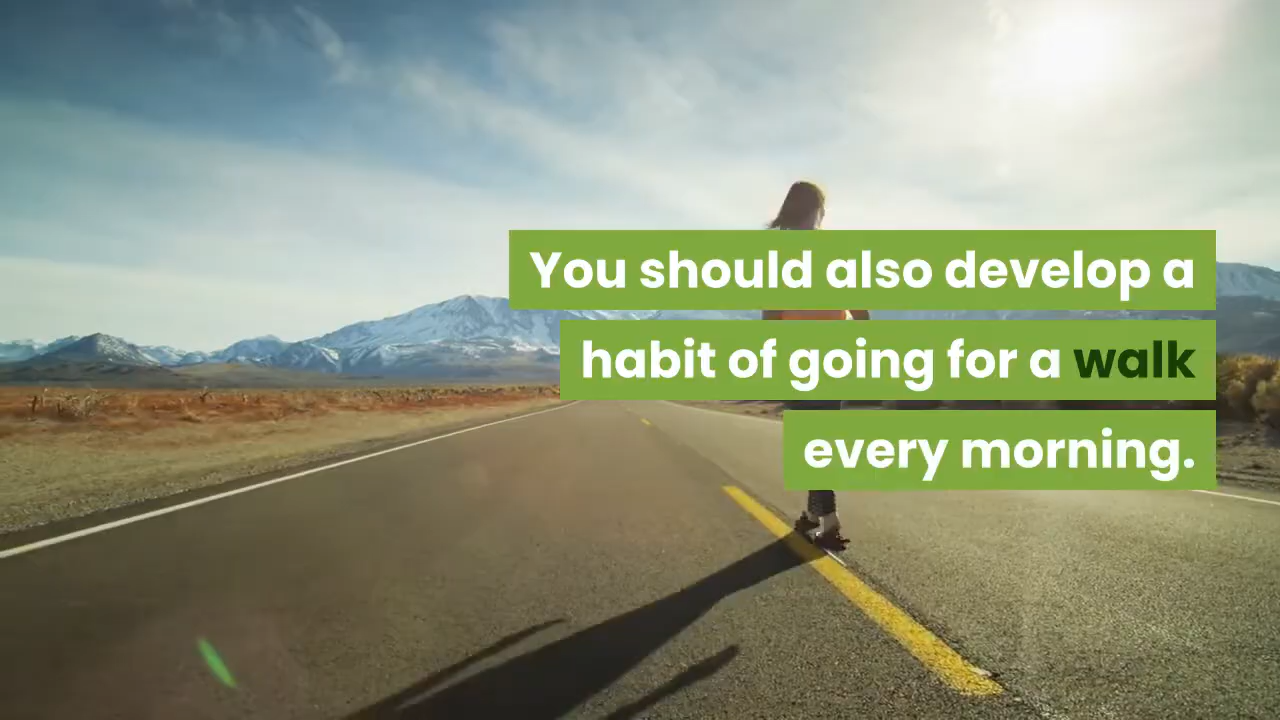 You should also develop a
habit of going for a walk
every morning.